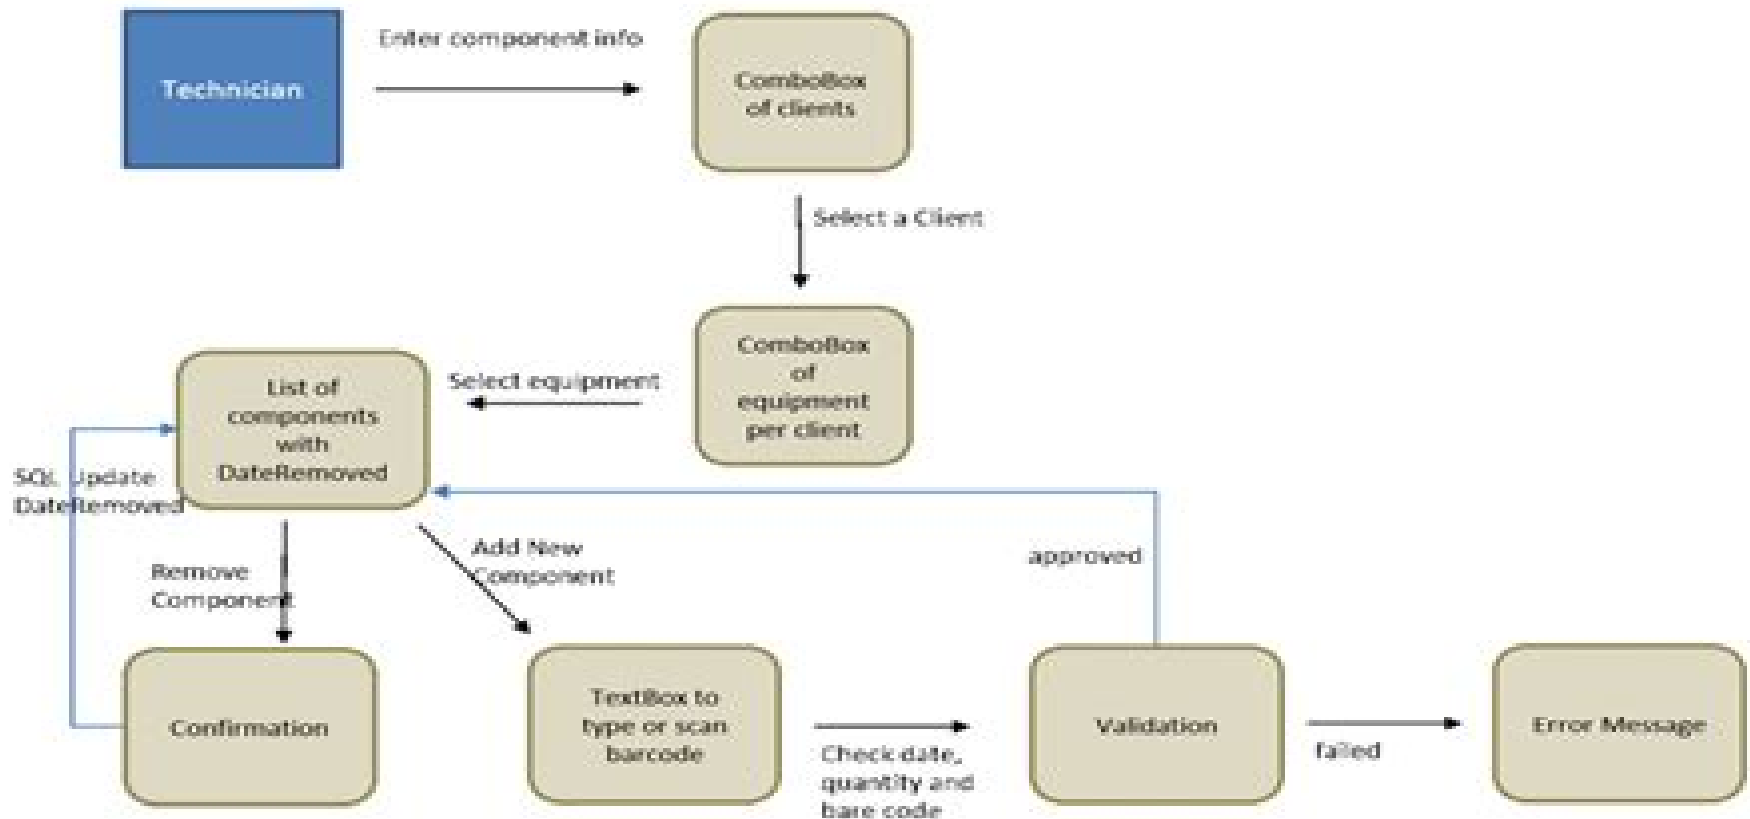 Enter component info
Technician
ComboBox
of clients
Select a Client
ComboBox
of
equipment
per client
Select equipment
List of
components
with
DateRemoved
SQL Update
DateRemoved
Add New
Component
approved
Remove
Component
Confirmation
TextBox to
type or scan
barcode
Check date,
quantity and
bare code
Validation
failed
Error Message